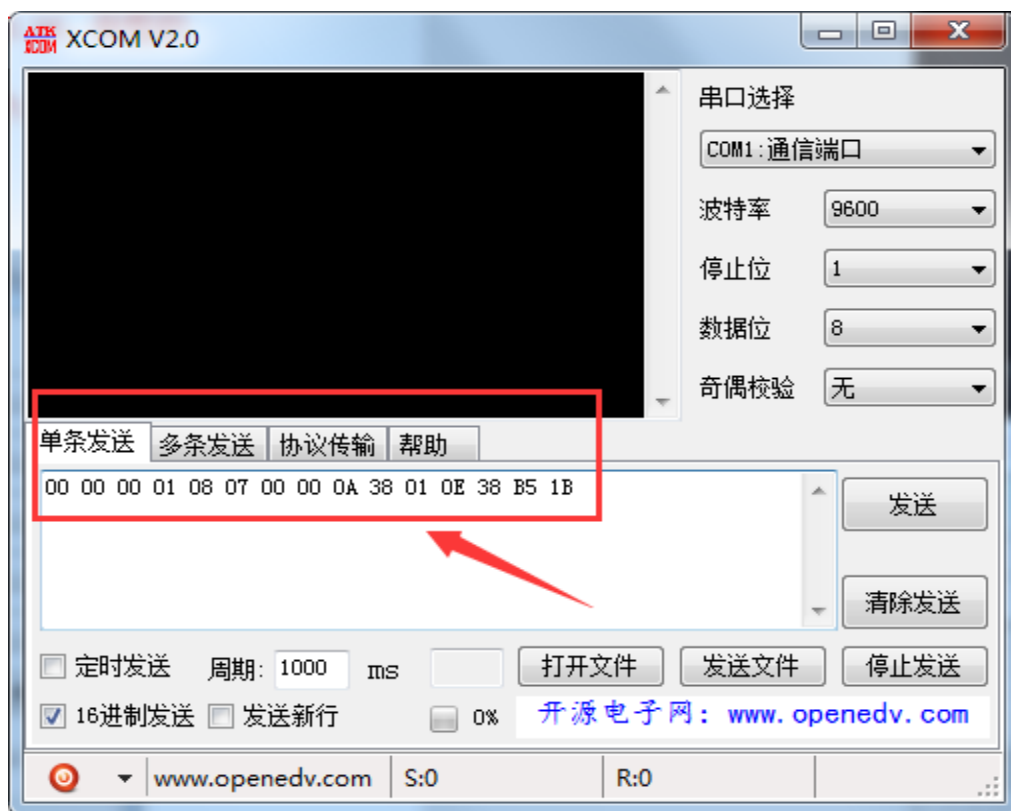 ATK XCOM XCOM V2.0
串口选择
COM1:通信端口
波特率 9600
停止位 1
数据位 8
奇偶校验 无
单条发送 多条发送 协议传输 帮助
00 00 00 01 08 07 00 00 0A 38 01 0E 38 B5 1B
发送
清除发送
定时发送 周期: 1000 ms 打开文件 发送文件 停止发送
16进制发送 发送新行 0% 开源电子网: www.openedv.com
www.openedv.com S:0 R:0